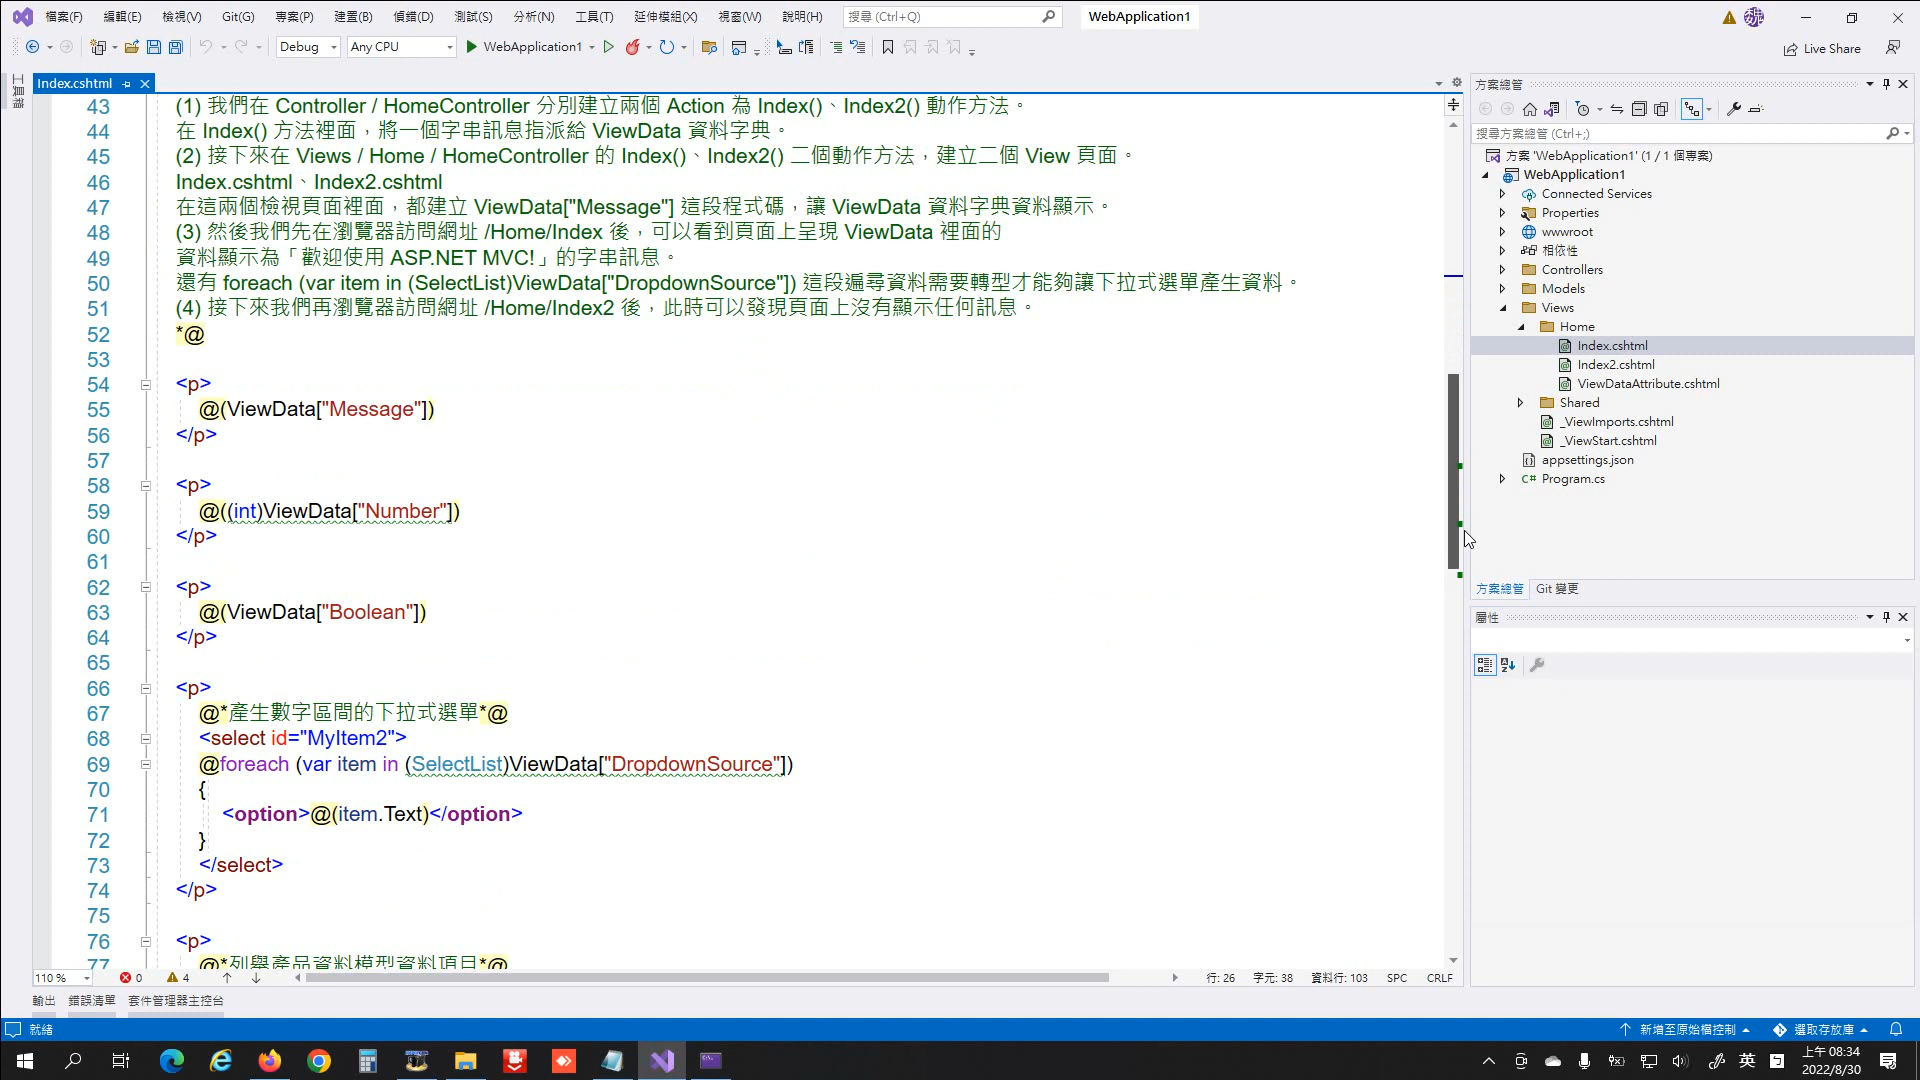 檔案(F) 編輯(E) 檢視(V) Git(G) 專案(P) 建置(B) 偵錯(D) 測試(S) 分析(N) 工具(T) 延伸模組(X) 視窗(W) 說明(H) 搜尋 (Ctrl+Q) WebApplication1
Debug Any CPU WebApplication1 Live Share
工具箱
Index.cshtml
43 (1) 我們在 Controller / HomeController 分別建立兩個 Action 為 Index()、Index2() 動作方法。
44 在 Index() 方法裡面，將一個字串訊息指派給 ViewData 資料字典。
45 (2) 接下來在 Views / Home / HomeController 的 Index()、Index2() 二個動作方法，建立二個 View 頁面。
46 Index.cshtml、Index2.cshtml
47 在這兩個檢視頁面裡面，都建立 ViewData["Message"] 這段程式碼，讓 ViewData 資料字典資料顯示。
48 (3) 然後我們先在瀏覽器訪問網址 /Home/Index 後，可以看到頁面上呈現 ViewData 裡面的
49 資料顯示為「歡迎使用 ASP.NET MVC!」的字串訊息。
50 還有 foreach (var item in (SelectList)ViewData["DropdownSource"]) 這段遍尋資料需要轉型才能夠讓下拉式選單產生資料。
51 (4) 接下來我們再瀏覽器訪問網址 /Home/Index2 後，此時可以發現頁面上沒有顯示任何訊息。
52 *@
53
54 <p>
55 @(ViewData["Message"])
56 </p>
57
58 <p>
59 @((int)ViewData["Number"])
60 </p>
61
62 <p>
63 @(ViewData["Boolean"])
64 </p>
65
66 <p>
67 @*產生數字區間的下拉式選單*@
68 <select id="MyItem2">
69 @foreach (var item in (SelectList)ViewData["DropdownSource"])
70 {
71 <option>@(item.Text)</option>
72 }
73 </select>
74 </p>
75
76 <p>
77 @*列舉產品資料模型資料項目*@
110 % 0 4 行: 26 字元: 38 資料行: 103 SPC CRLF
輸出 錯誤清單 套件管理器主控台
方案總管
搜尋方案總管 (Ctrl+;)
方案 'WebApplication1' (1 / 1 個專案)
WebApplication1
Connected Services
Properties
wwwroot
相依性
Controllers
Models
Views
Home
Index.cshtml
Index2.cshtml
ViewDataAttribute.cshtml
Shared
_ViewImports.cshtml
_ViewStart.cshtml
appsettings.json
C# Program.cs
方案總管 Git 變更
屬性
就緒 新增至原始檔控制 選取存放庫
英 上午 08:34
2022/8/30